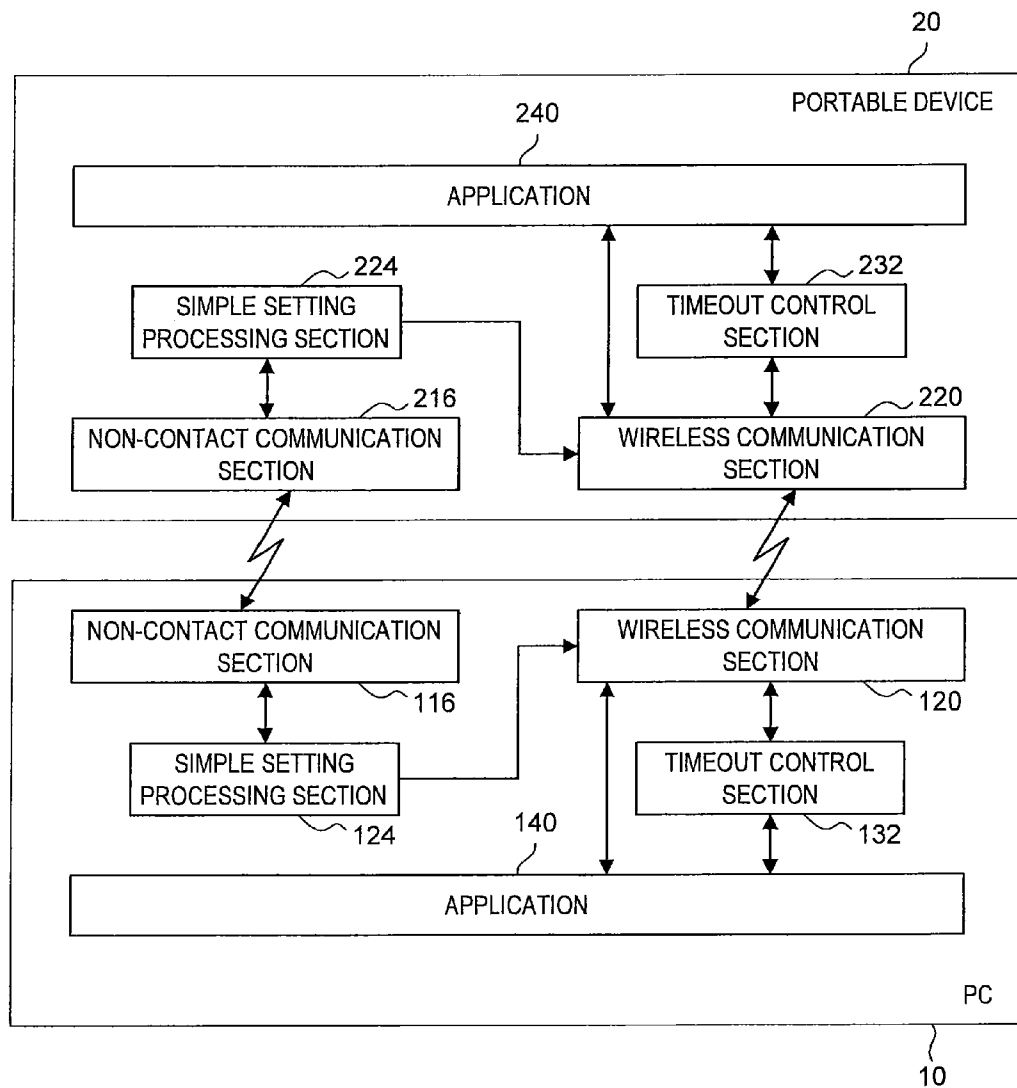 20
PORTABLE DEVICE
240
APPLICATION
224
232
SIMPLE SETTING
PROCESSING SECTION
TIMEOUT CONTROL
SECTION
216
220
NON-CONTACT COMMUNICATION
SECTION
WIRELESS COMMUNICATION
SECTION
NON-CONTACT COMMUNICATION
SECTION
WIRELESS COMMUNICATION
SECTION
116
120
SIMPLE SETTING
PROCESSING SECTION
TIMEOUT CONTROL
SECTION
124
140
132
APPLICATION
PC
10